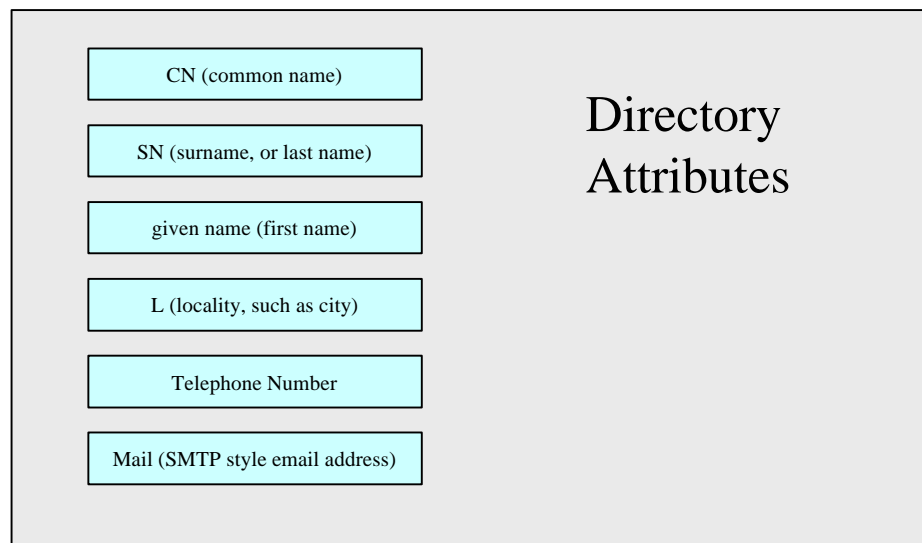 CN (common name)
SN (surname, or last name)
given name (first name)
L (locality, such as city)
Telephone Number
Mail (SMTP style email address)
Directory
Attributes